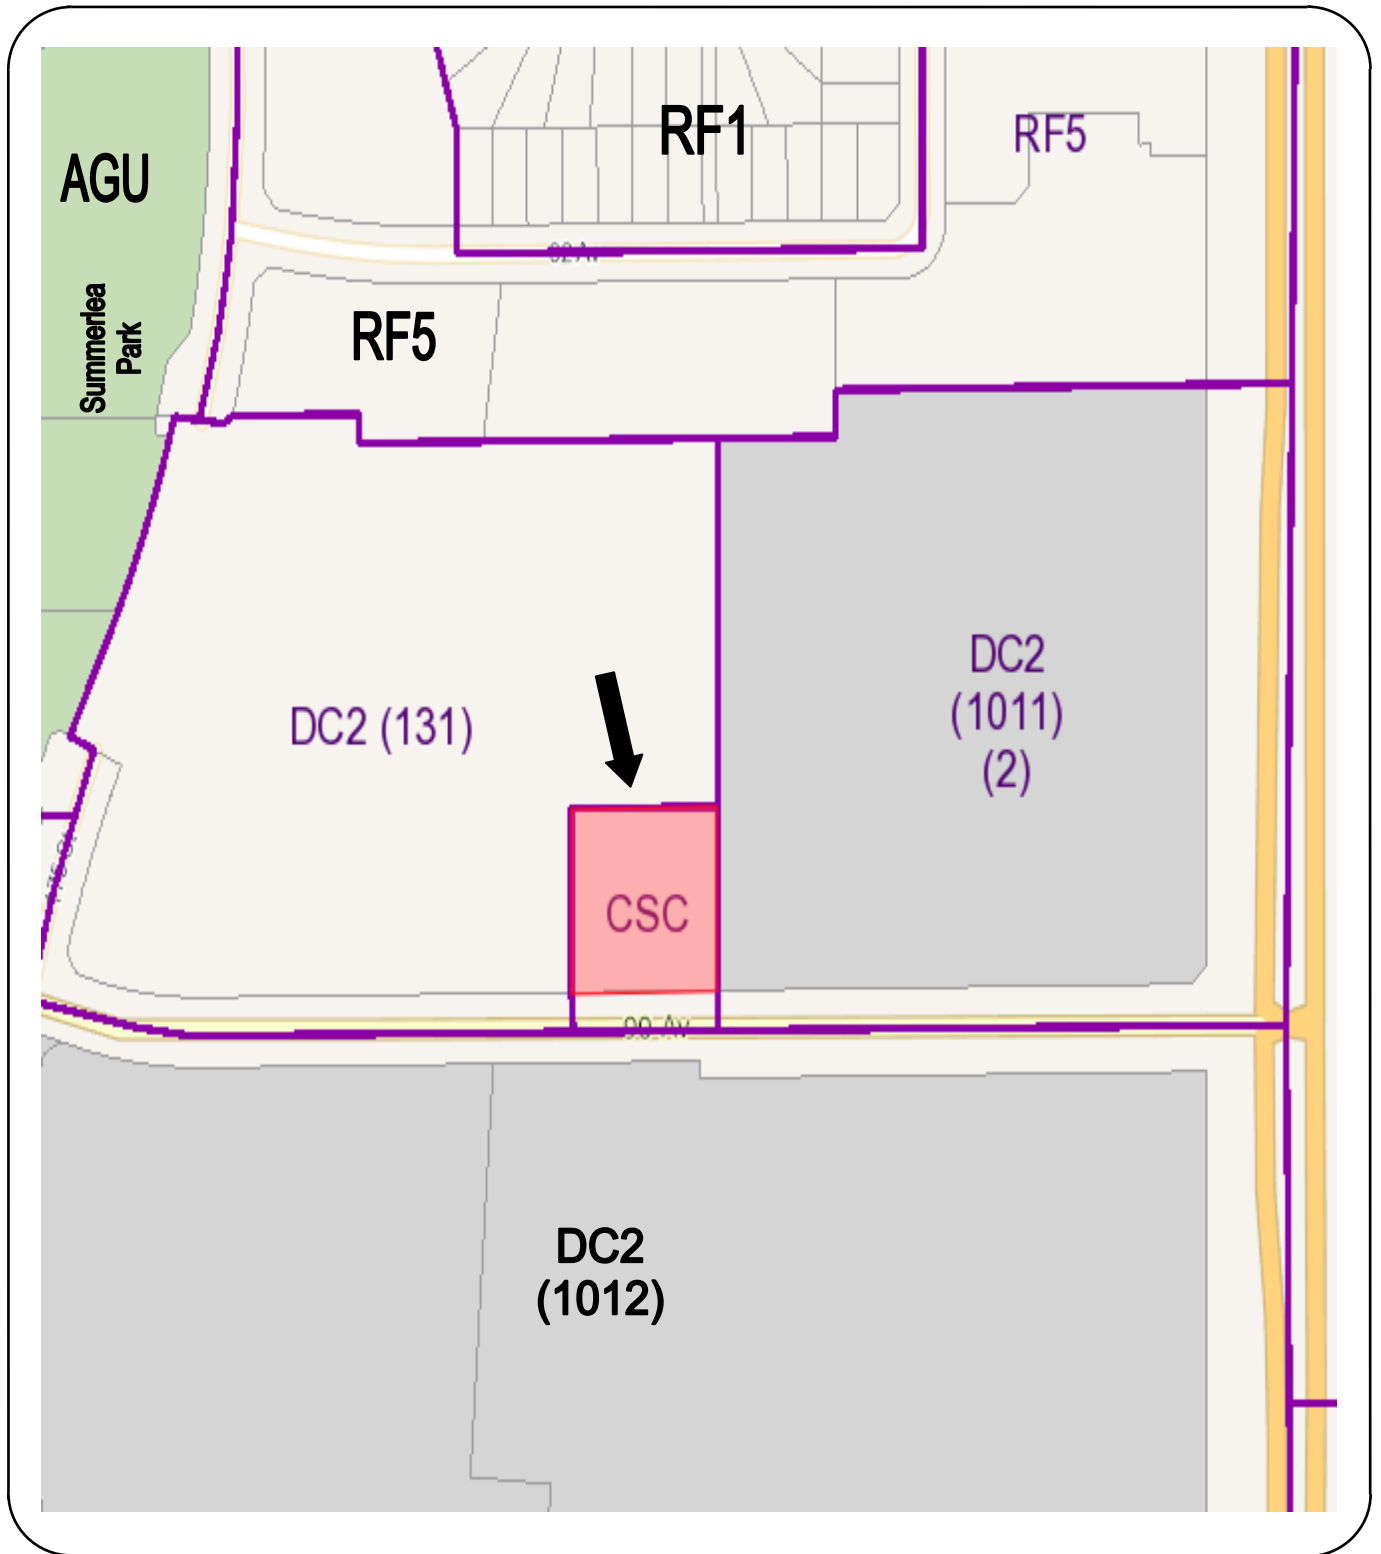 RF1
RF5
AGU
Summerlea
Park
RF5
DC2
(1011)
(2)
DC2 (131)
CSC
DC2
(1012)